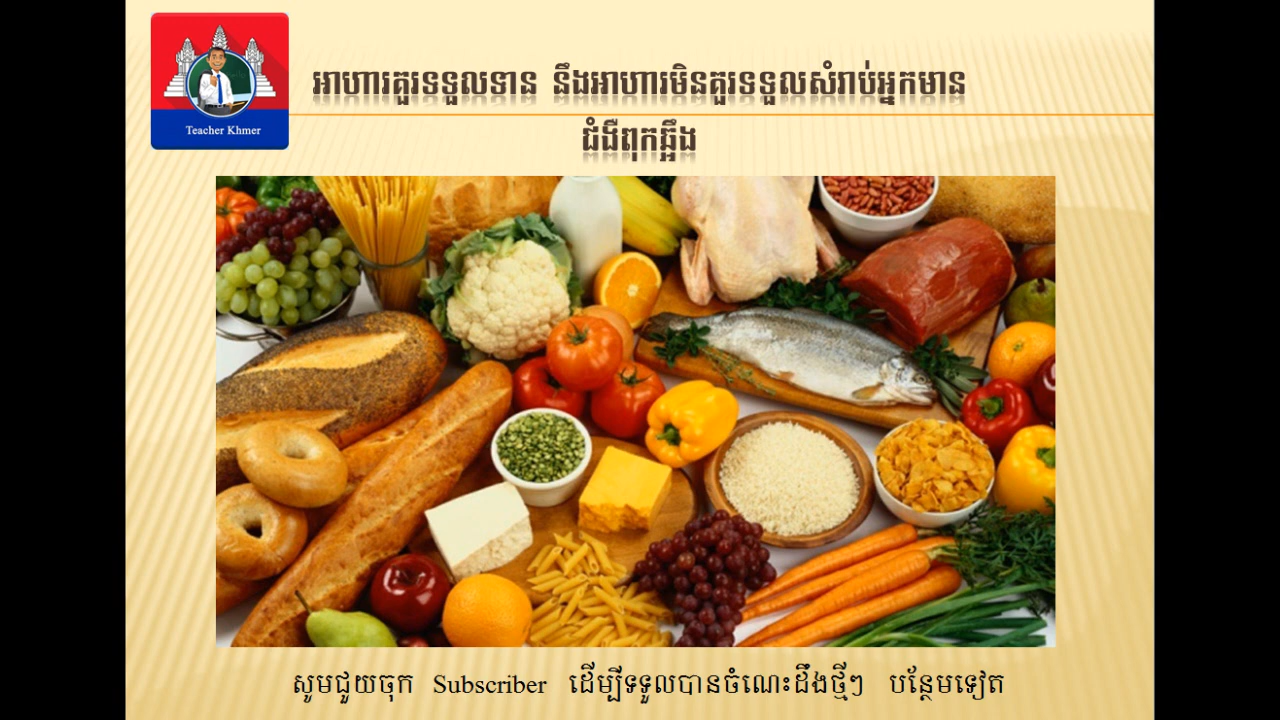 Teacher Khmer
អាហារគួរទទួលទាន នឹងអាហារមិនគួរទទួលសំរាប់អ្នកមាន
ជំងឺពុកឆ្អឹង
សូមជួយចុក Subscriber ដើម្បីទទួលបានចំណេះដឹងថ្មីៗ បន្ថែមទៀត